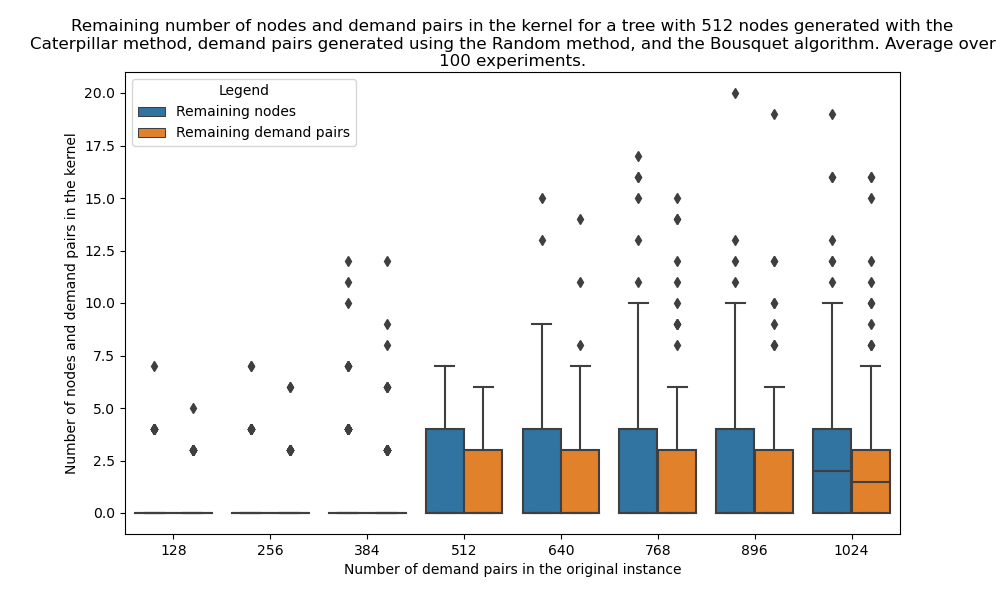 Remaining number of nodes and demand pairs in the kernel for a tree with 512 nodes generated with the
Caterpillar method, demand pairs generated using the Random method, and the Bousquet algorithm. Average over
100 experiments.
Legend
Remaining nodes
Remaining demand pairs
Number of nodes and demand pairs in the kernel
20.0
17.5
15.0
12.5
10.0
7.5
5.0
2.5
0.0
128 256 384 512 640 768 896 1024
Number of demand pairs in the original instance